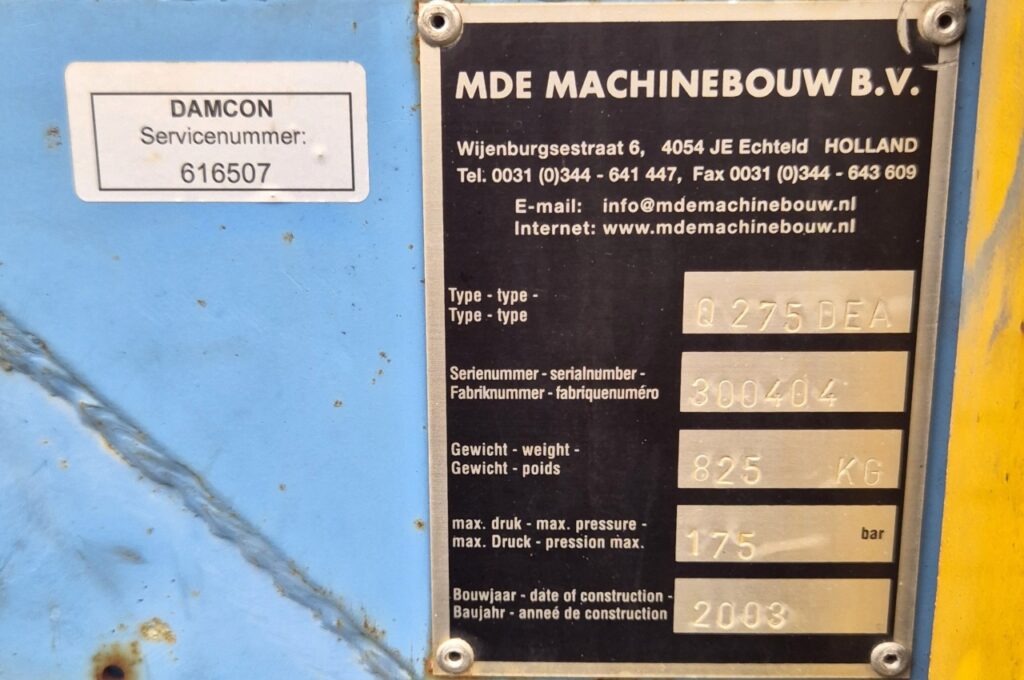 DAMCON
Servicenummer:
616507
MDE MACHINEBOUW B.V.
Wijenburgsestraat 6, 4054 JE Echteld HOLLAND
Tel. 0031 (0)344 - 641 447, Fax 0031 (0)344 - 643 609
E-mail: info@mdemachinebouw.nl
Internet: www.mdemachinebouw.nl
Type - type -
Type - type
Q 275 DEA
Serienummer - serialnumber -
Fabriknummer - fabriquenuméro
300404
Gewicht - weight -
Gewicht - poids
825 KG
max. druk - max. pressure -
max. Druck - pression max.
175 bar
Bouwjaar - date of construction -
Baujahr - anneé de construction
2003